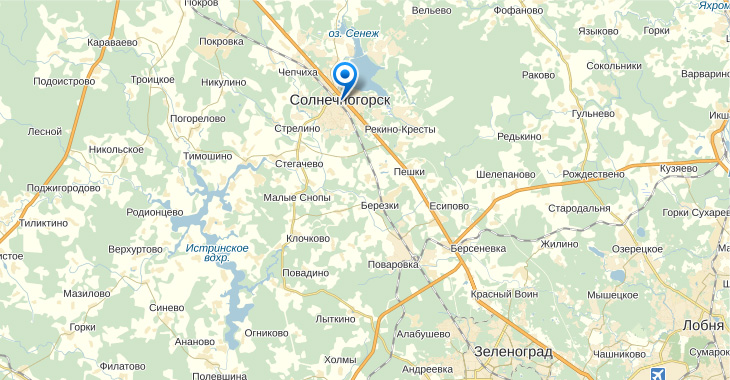 Покров
Вельево
Фофаново
Яхром
Караваево
Покровка
оз. Сенеж
Языково
Горки
Подоистрово
Троицкое
Никулино
Чепчиха
Раково
Сокольники
Варварино
Солнечногорск
Погорелово
Гульнево
Икш
Лесной
Стрелино
Рекино-Кресты
Редькино
Никольское
Тимошино
Стегачево
Пешки
Шелепаново
Рождествено
Кузяево
Поджигородово
Малые Снопы
Березки
Есипово
Стародальня
Горки Сухарев
Тиликтино
Родионцево
Истринское
вдхр.
Клочково
Берсеневка
Жилино
Озерецкое
истое
Верхуртово
Повадино
Поваровка
Мазилово
Синево
Красный Воин
Мышецкое
Горки
Огниково
Лыткино
Алабушево
Лобня
Ананово
Зеленоград
Чашниково
Сумарок
Филатово
Полевшина
Холмы
Андреевка